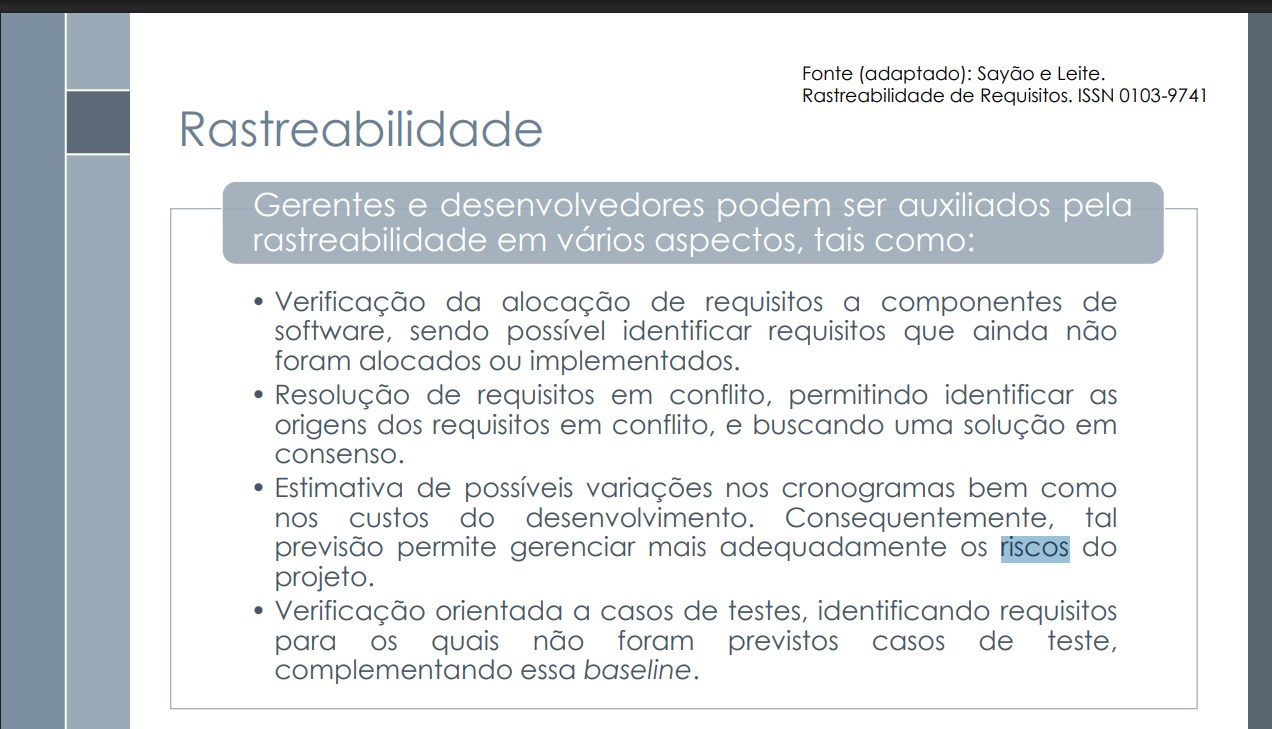 Fonte (adaptado): Sayão e Leite.
Rastreabilidade de Requisitos. ISSN 0103-9741
Rastreabilidade
Gerentes e desenvolvedores podem ser auxiliados pela
rastreabilidade em vários aspectos, tais como:
• Verificação da alocação de requisitos a componentes de
software, sendo possível identificar requisitos que ainda não
foram alocados ou implementados.
• Resolução de requisitos em conflito, permitindo identificar as
origens dos requisitos em conflito, e buscando uma solução em
consenso.
• Estimativa de possíveis variações nos cronogramas bem como
nos custos do desenvolvimento. Consequentemente, tal
previsão permite gerenciar mais adequadamente os riscos do
projeto.
• Verificação orientada a casos de testes, identificando requisitos
para os quais não foram previstos casos de teste,
complementando essa baseline.